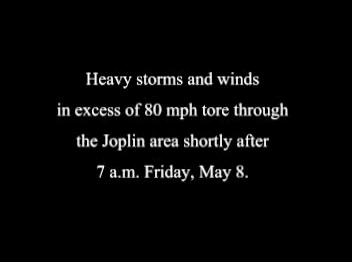 Heavy storms and winds
in excess of 80 mph tore through
the Joplin area shortly after
7 a.m. Friday, May 8.